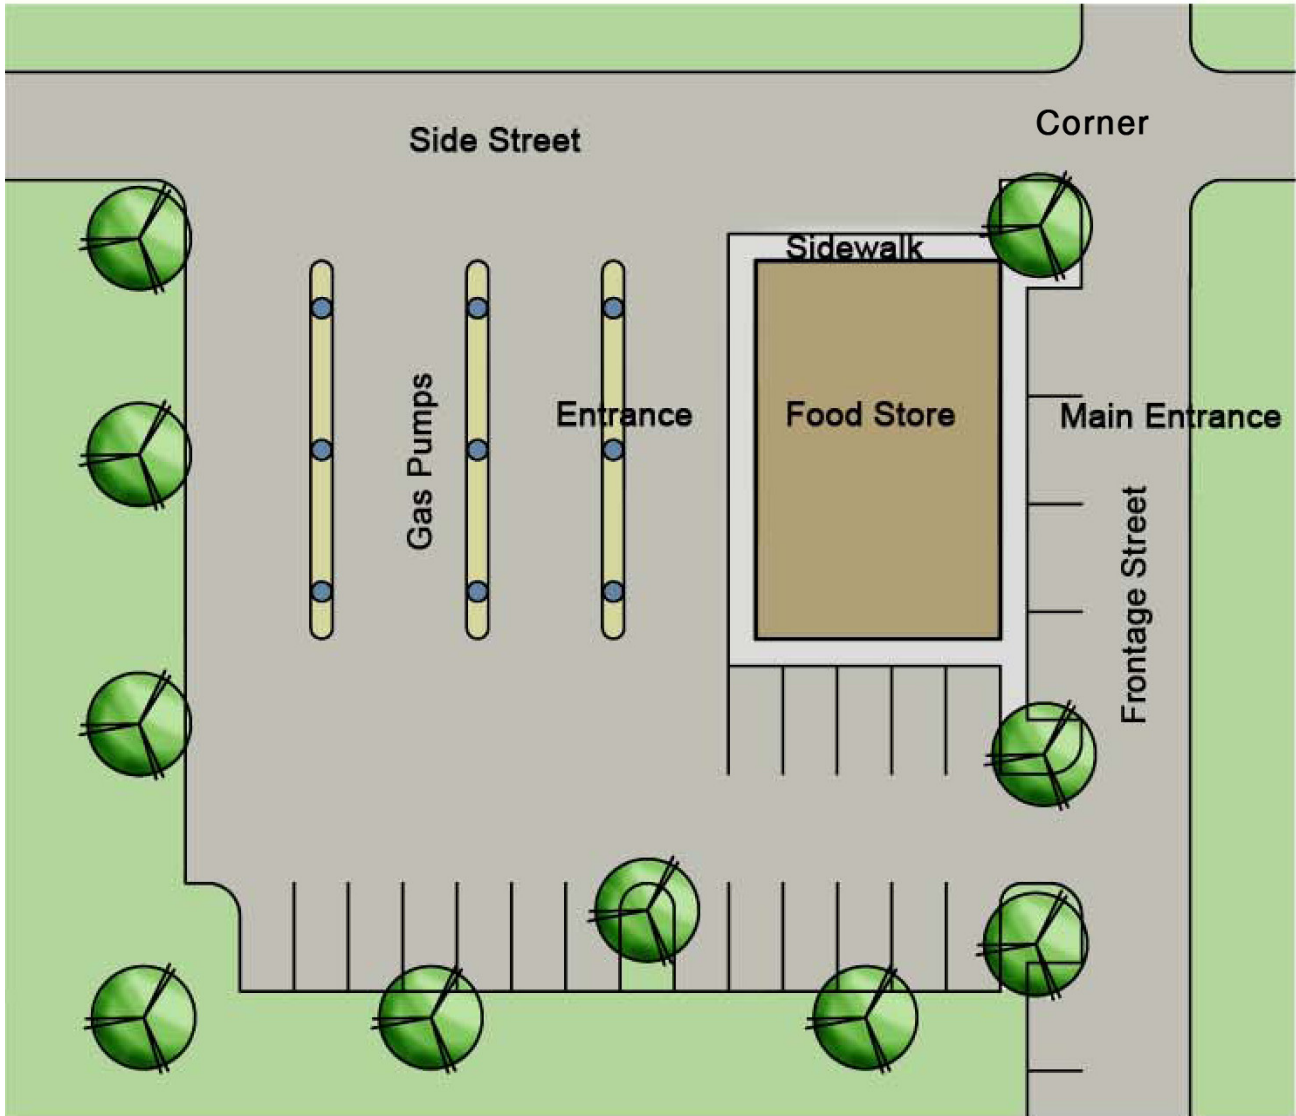 Corner
Side Street
Sidewalk
Entrance
Food Store
Main Entrance
Gas Pumps
Frontage Street